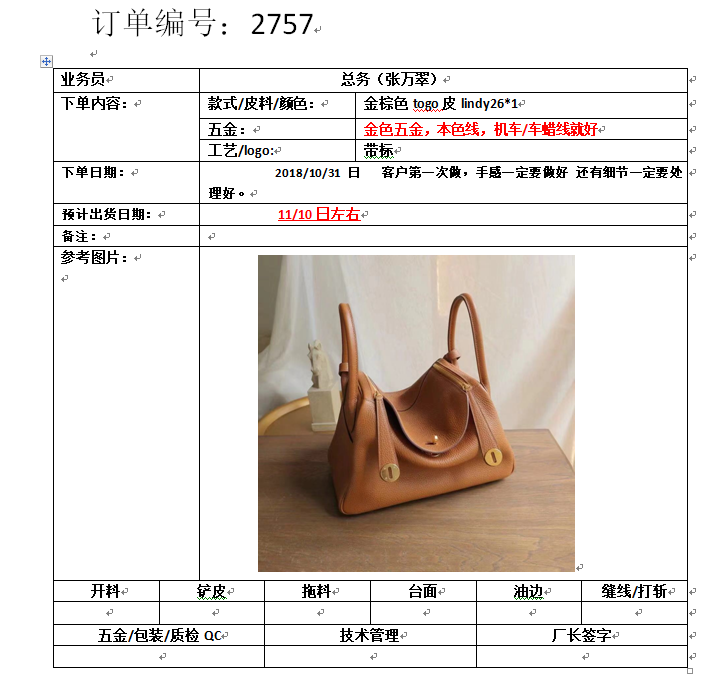 订单编号：2757
业务员 总务（张万翠）
下单内容： 款式/皮料/颜色： 金棕色 togo 皮 lindy26*1
五金： 金色五金，本色线，机车/车蜡线就好
工艺/logo: 带标
下单日期： 2018/10/31 日 客户第一次做，手感一定要做好 还有细节一定要处
理好。
预计出货日期： 11/10 日左右
备注：
参考图片：
开料 铲皮 拖料 台面 油边 缝线/打斩
五金/包装/质检 QC 技术管理 厂长签字